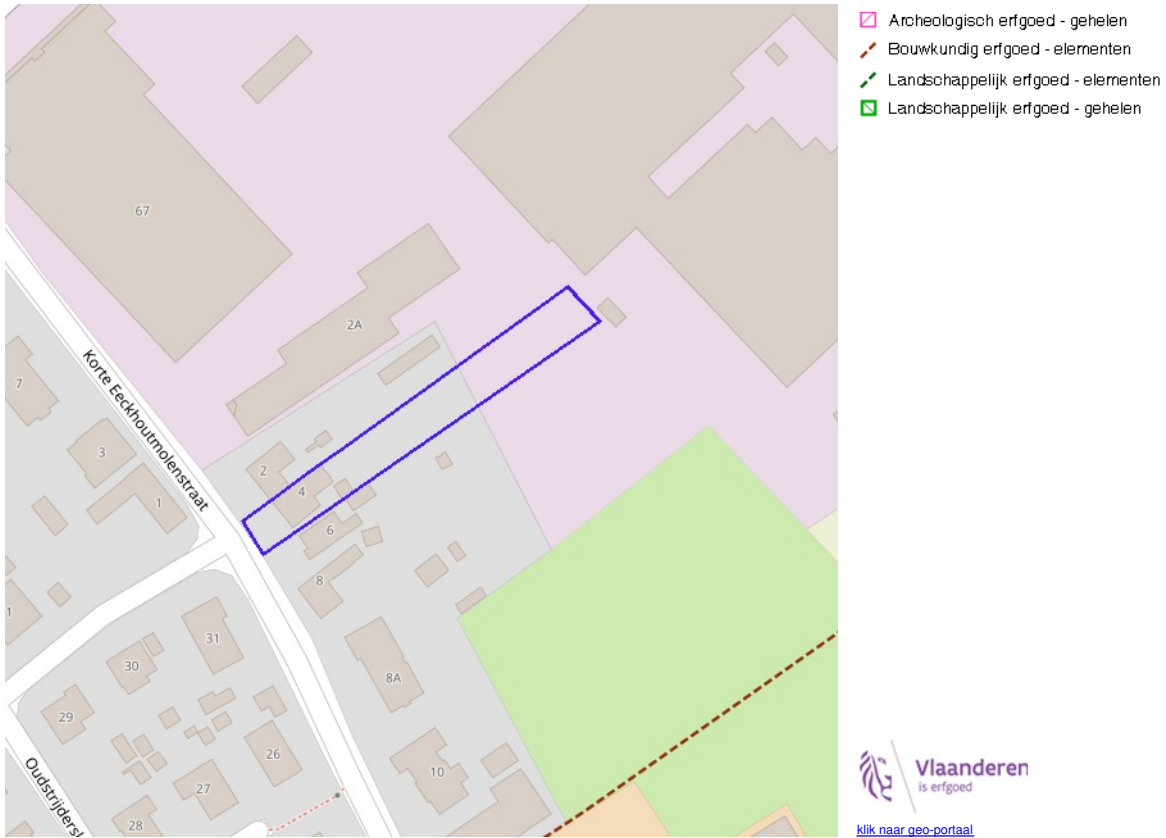 Archeologisch erfgoed - gehelen
Bouwkundig erfgoed - elementen
Landschappelijk erfgoed - elementen
Landschappelijk erfgoed - gehelen
67
2A
Korte Eeckhoutmolenstraat
7
3
1
2
4
6
8
1
31
30
8A
29
26
10
27
28
Oudstrijdersl
Vlaanderen
is erfgoed
klik naar geo-portaal